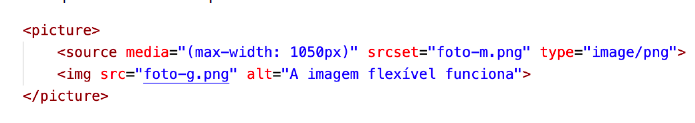 <picture>
<source media="(max-width: 1050px)" srcset="foto-m.png" type="image/png">
<img src="foto-g.png" alt="A imagem flexível funciona">
</picture>